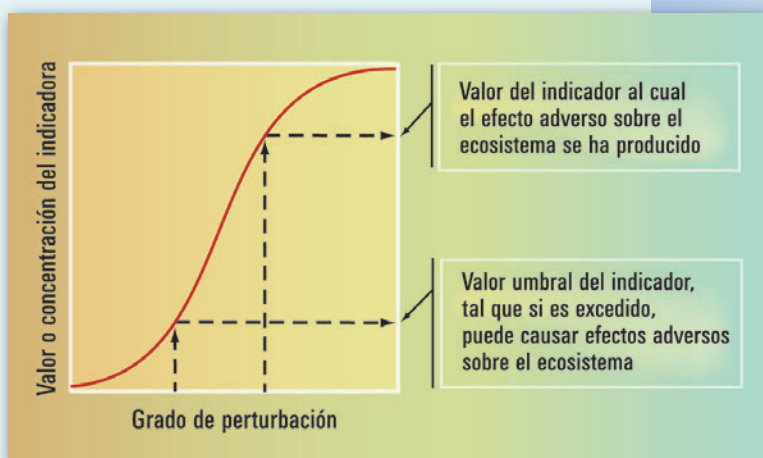 Valor o concentración del indicadora
Valor del indicador al cual
el efecto adverso sobre el
ecosistema se ha producido
Valor umbral del indicador,
tal que si es excedido,
puede causar efectos adversos
sobre el ecosistema
Grado de perturbación